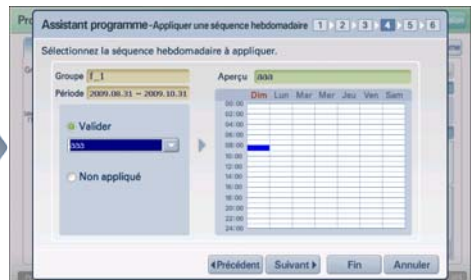 Assistant programme-Appliquer une séquence hebdomadaire 1 2 3 4 5 6
Sélectionnez la séquence hebdomadaire à appliquer.
Groupe f_1
Aperçu aaa
Période 2009.08.31 ~ 2009.10.31
Dim Lun Mar Mer Jeu Ven Sam
00:00
02:00
04:00
06:00
08:00
10:00
12:00
14:00
16:00
18:00
20:00
22:00
24:00
Valider
aaa
Non appliqué
Précédent Suivant Fin Annuler